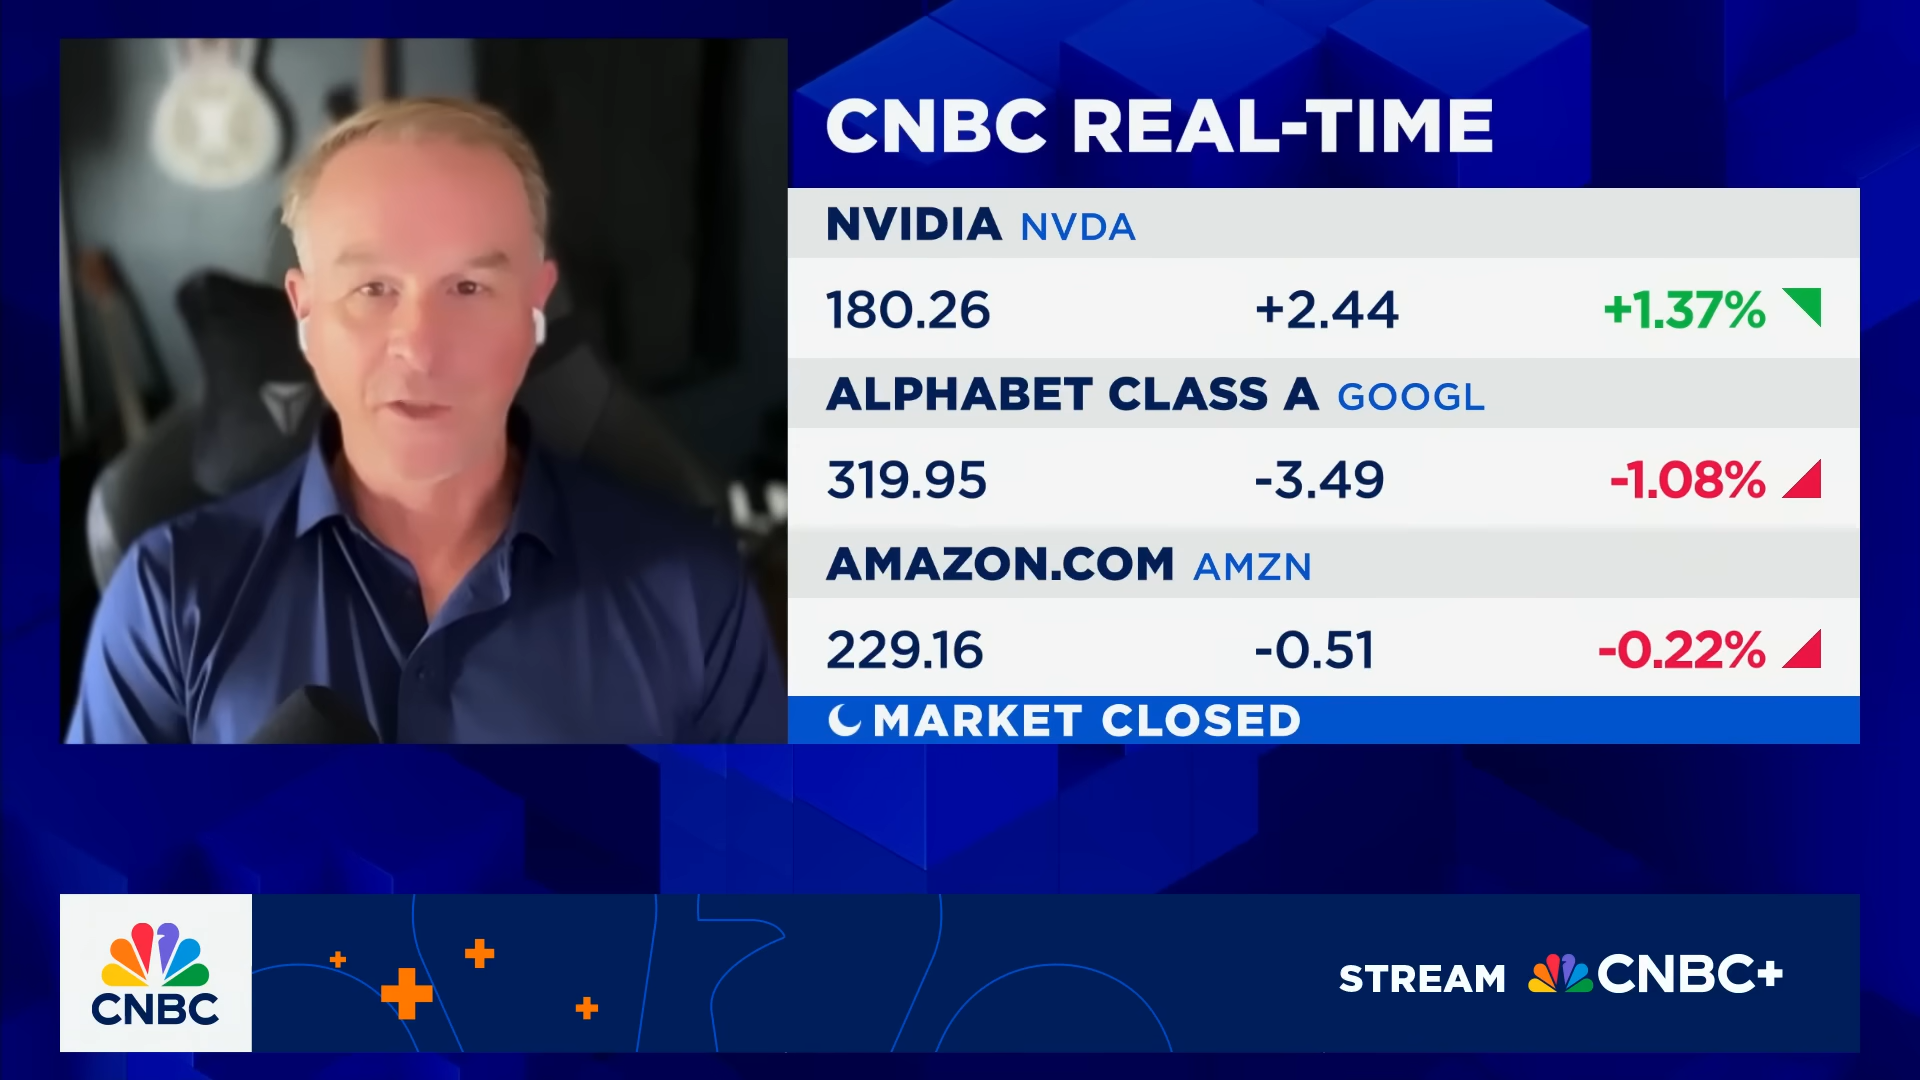 CNBC REAL-TIME
NVIDIA NVDA
180.26 +2.44 +1.37%
ALPHABET CLASS A GOOGL
319.95 -3.49 -1.08%
AMAZON.COM AMZN
229.16 -0.51 -0.22%
MARKET CLOSED
CNBC
STREAM CNBC+